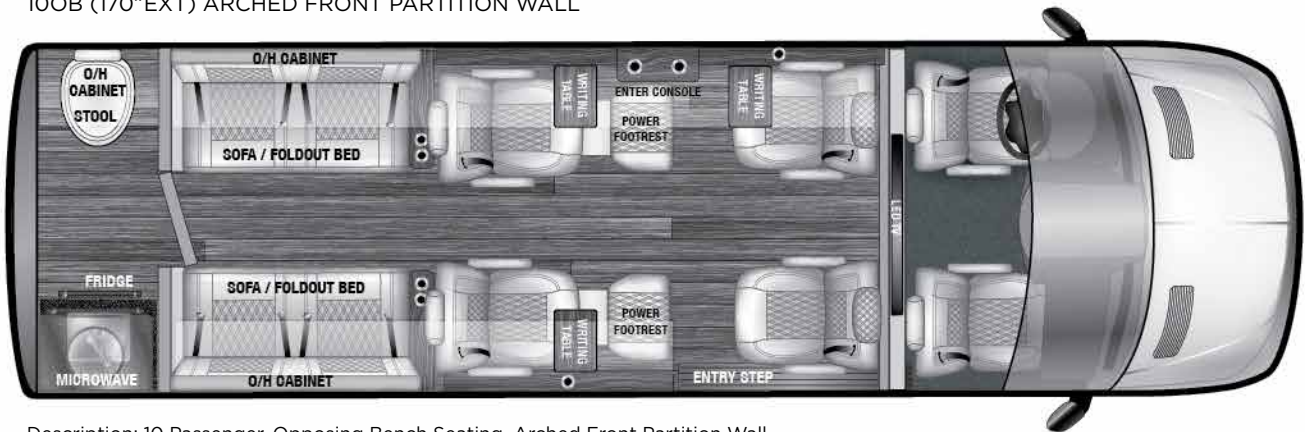 10OB (170"EXT) ARCHED FRONT PARTITION WALL
O/H CABINET
O/H
CABINET
STOOL
WRITING
TABLE
ENTER CONSOLE
WRITING
TABLE
POWER
FOOTREST
SOFA / FOLDOUT BED
LED TV
FRIDGE
SOFA / FOLDOUT BED
POWER
FOOTREST
WRITING
TABLE
MICROWAVE
O/H CABINET
ENTRY STEP
Description: 10 Passenger, Opposing Bench Seating, Arched Front Partition Wall